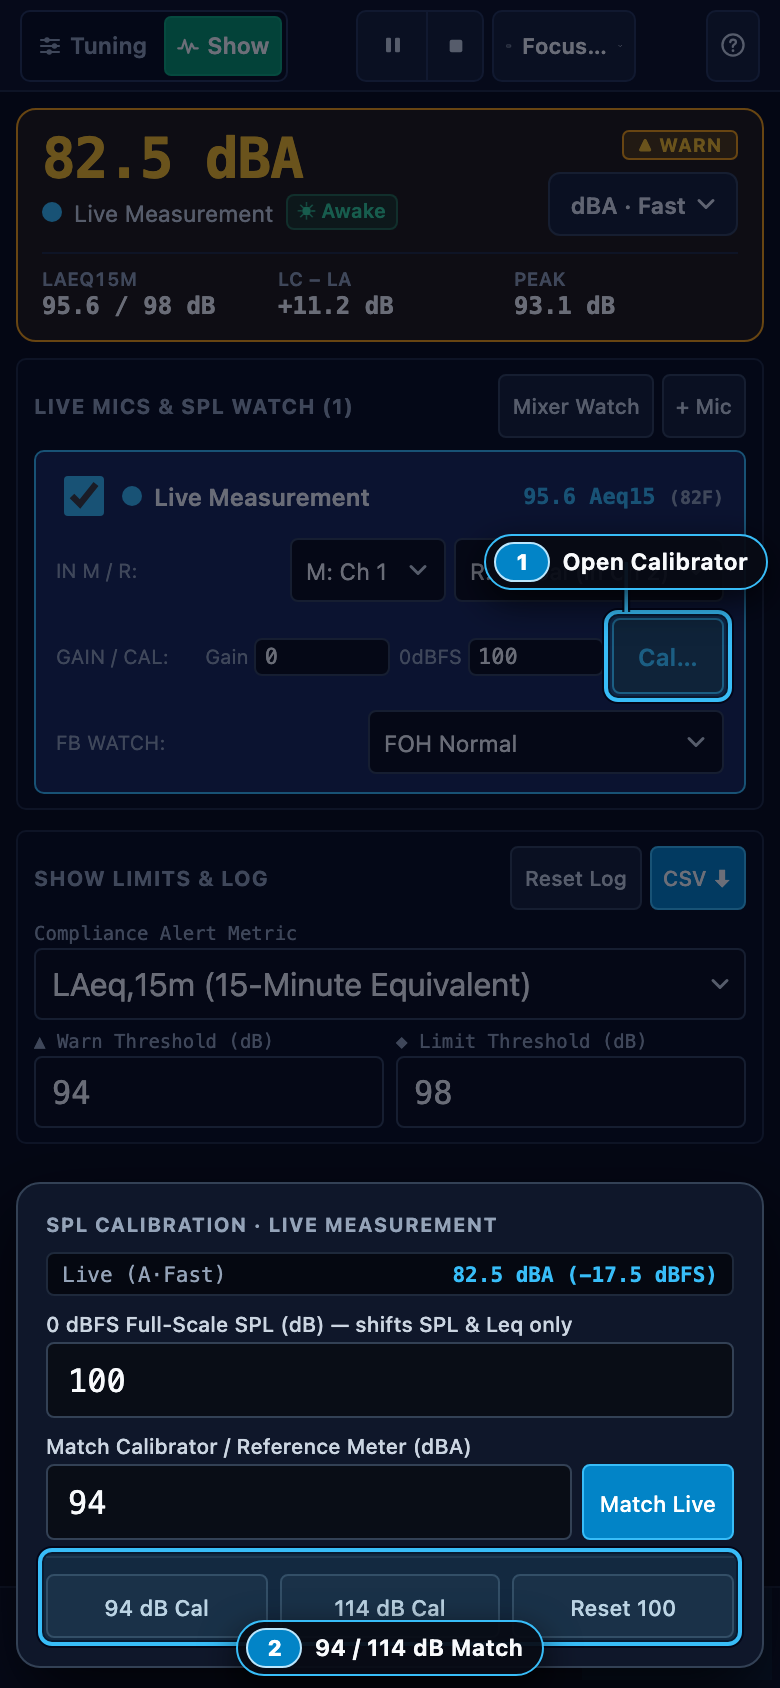 Tuning Show Focus...
82.5 dBA
▲ WARN
Live Measurement Awake
dBA · Fast
LAEQ15M LC – LA PEAK
95.6 / 98 dB +11.2 dB 93.1 dB
LIVE MICS & SPL WATCH (1)
Mixer Watch + Mic
Live Measurement 95.6 Aeq15 (82F)
1 Open Calibrator
IN M / R: M: Ch 1
GAIN / CAL: Gain 0 0dBFS 100 Cal...
FB WATCH: FOH Normal
SHOW LIMITS & LOG
Reset Log CSV ⬇
Compliance Alert Metric
LAeq,15m (15-Minute Equivalent)
▲ Warn Threshold (dB) ◆ Limit Threshold (dB)
94 98
SPL CALIBRATION · LIVE MEASUREMENT
Live (A·Fast) 82.5 dBA (−17.5 dBFS)
0 dBFS Full-Scale SPL (dB) — shifts SPL & Leq only
100
Match Calibrator / Reference Meter (dBA)
94 Match Live
94 dB Cal 114 dB Cal Reset 100
2 94 / 114 dB Match